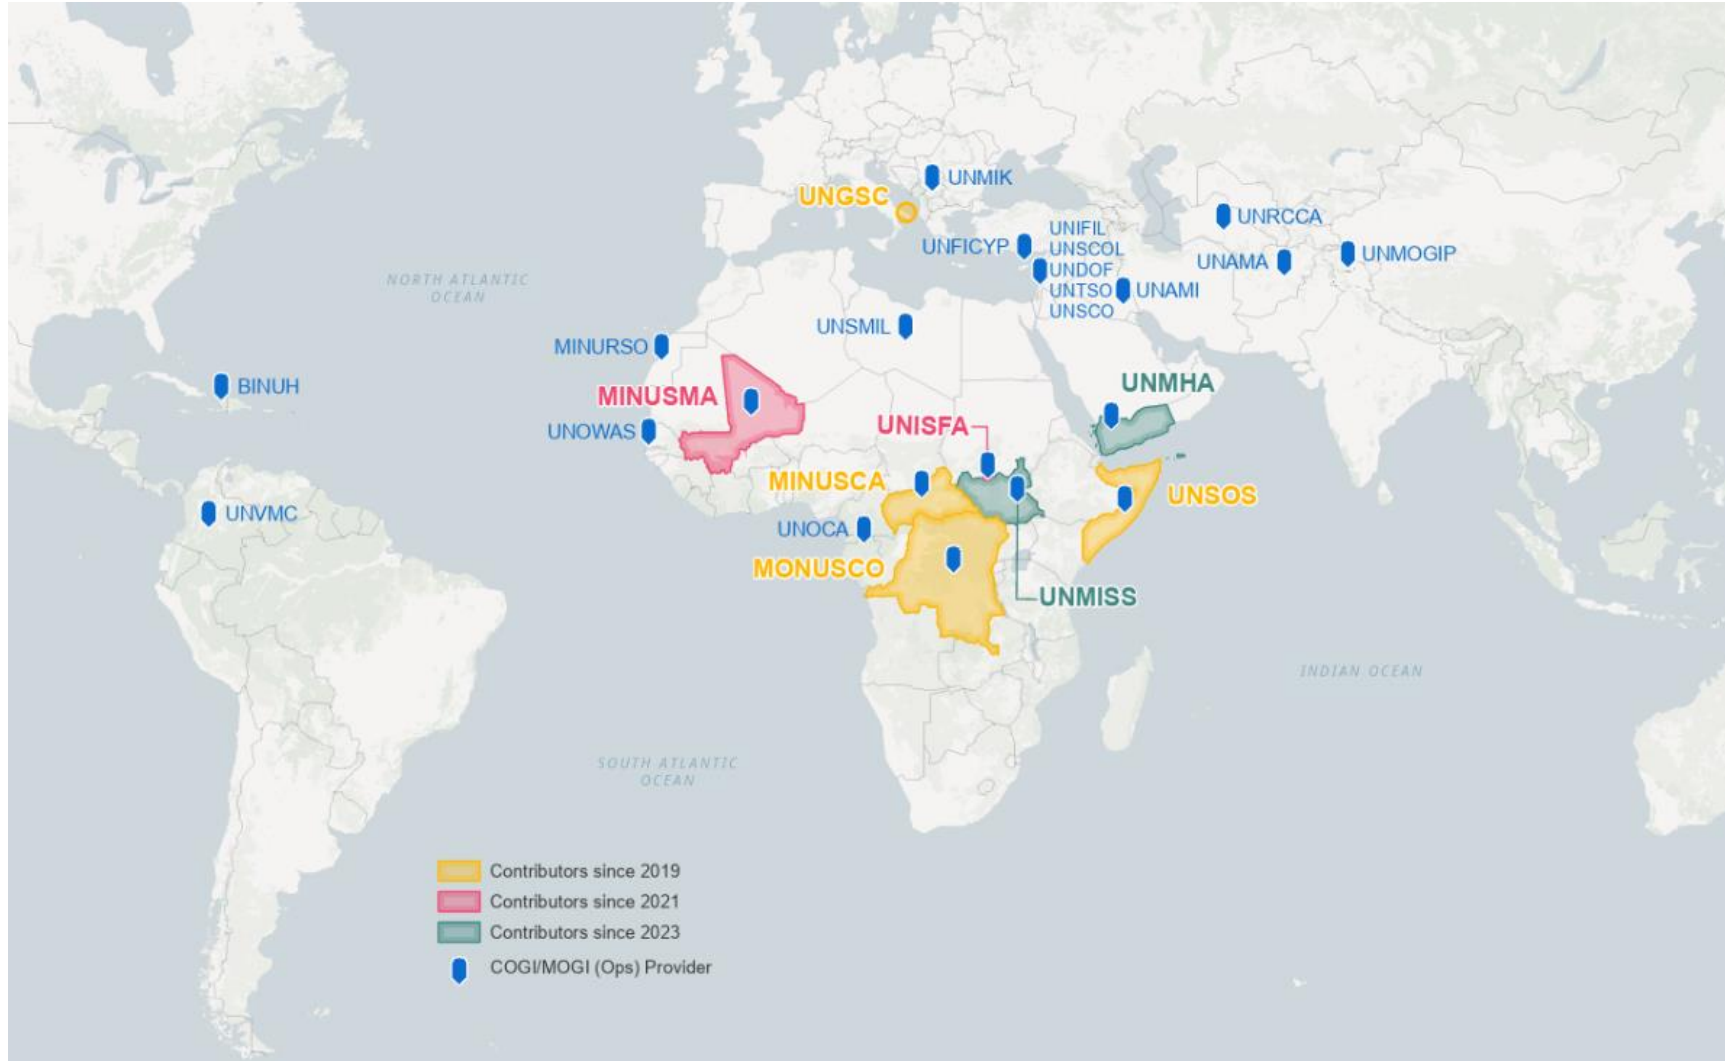 UNMIK
UNGSC
UNRCCA
UNFICYP
UNIFIL
UNSCOL
UNDOF
UNTSO
UNSCO
UNAMI
UNAMA
UNMOGIP
NORTH ATLANTIC
OCEAN
UNSMIL
MINURSO
BINUH
MINUSMA
UNMHA
UNOWAS
UNISFA
MINUSCA
UNSOS
UNVMC
UNOCA
MONUSCO
UNMISS
INDIAN OCEAN
SOUTH ATLANTIC
OCEAN
Contributors since 2019
Contributors since 2021
Contributors since 2023
COGI/MOGI (Ops) Provider